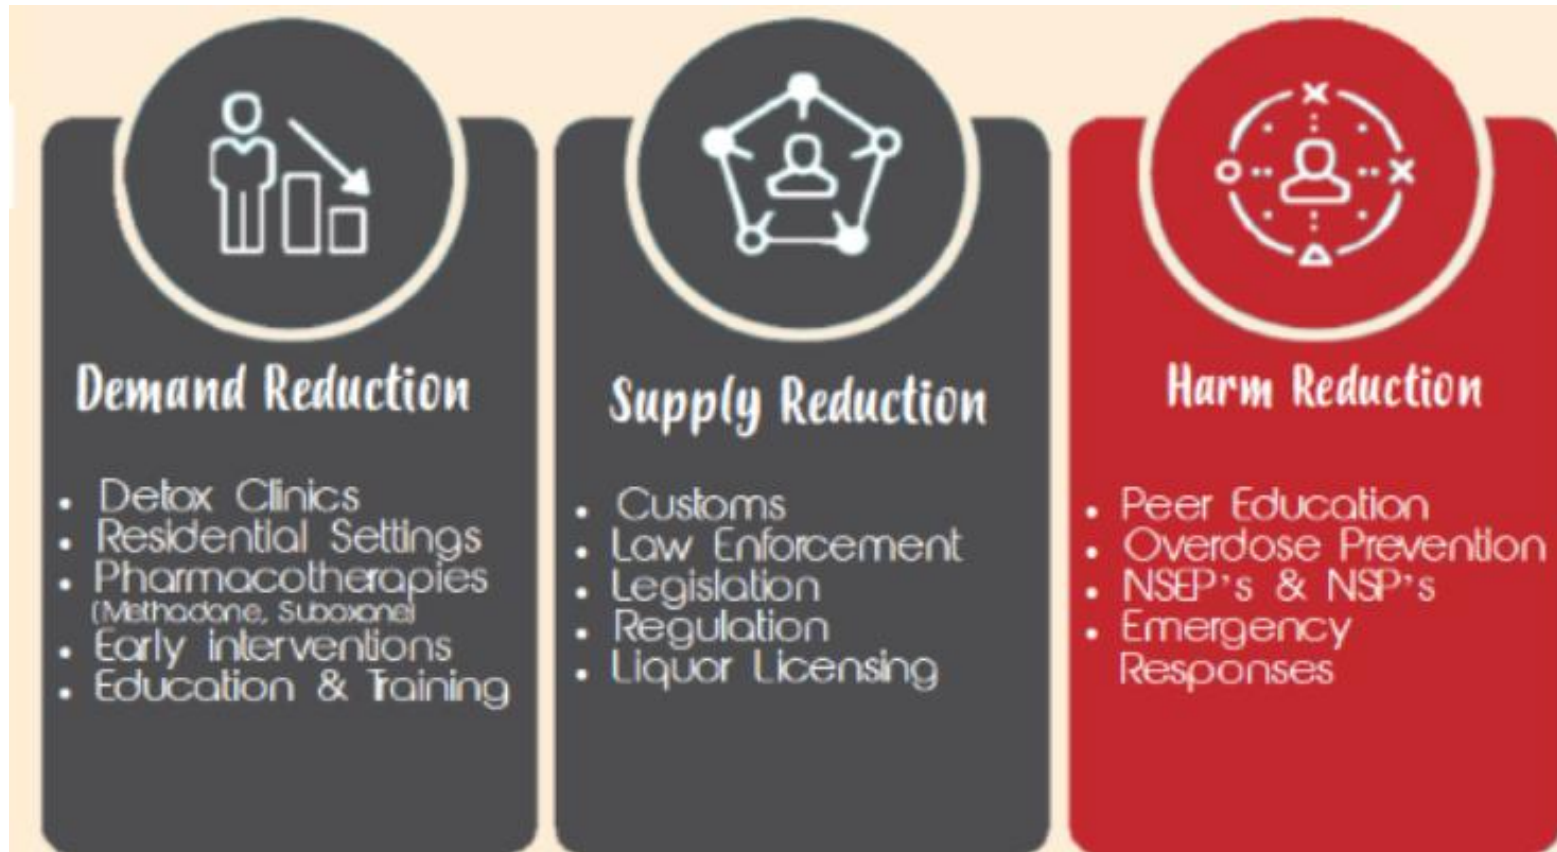 Demand Reduction
• Detox Clinics
• Residential Settings
• Pharmacotherapies
(Methadone, Suboxone)
• Early interventions
• Education & Training
Supply Reduction
• Customs
• Law Enforcement
• Legislation
• Regulation
• Liquor Licensing
Harm Reduction
• Peer Education
• Overdose Prevention
• NSEP's & NSP's
• Emergency
Responses